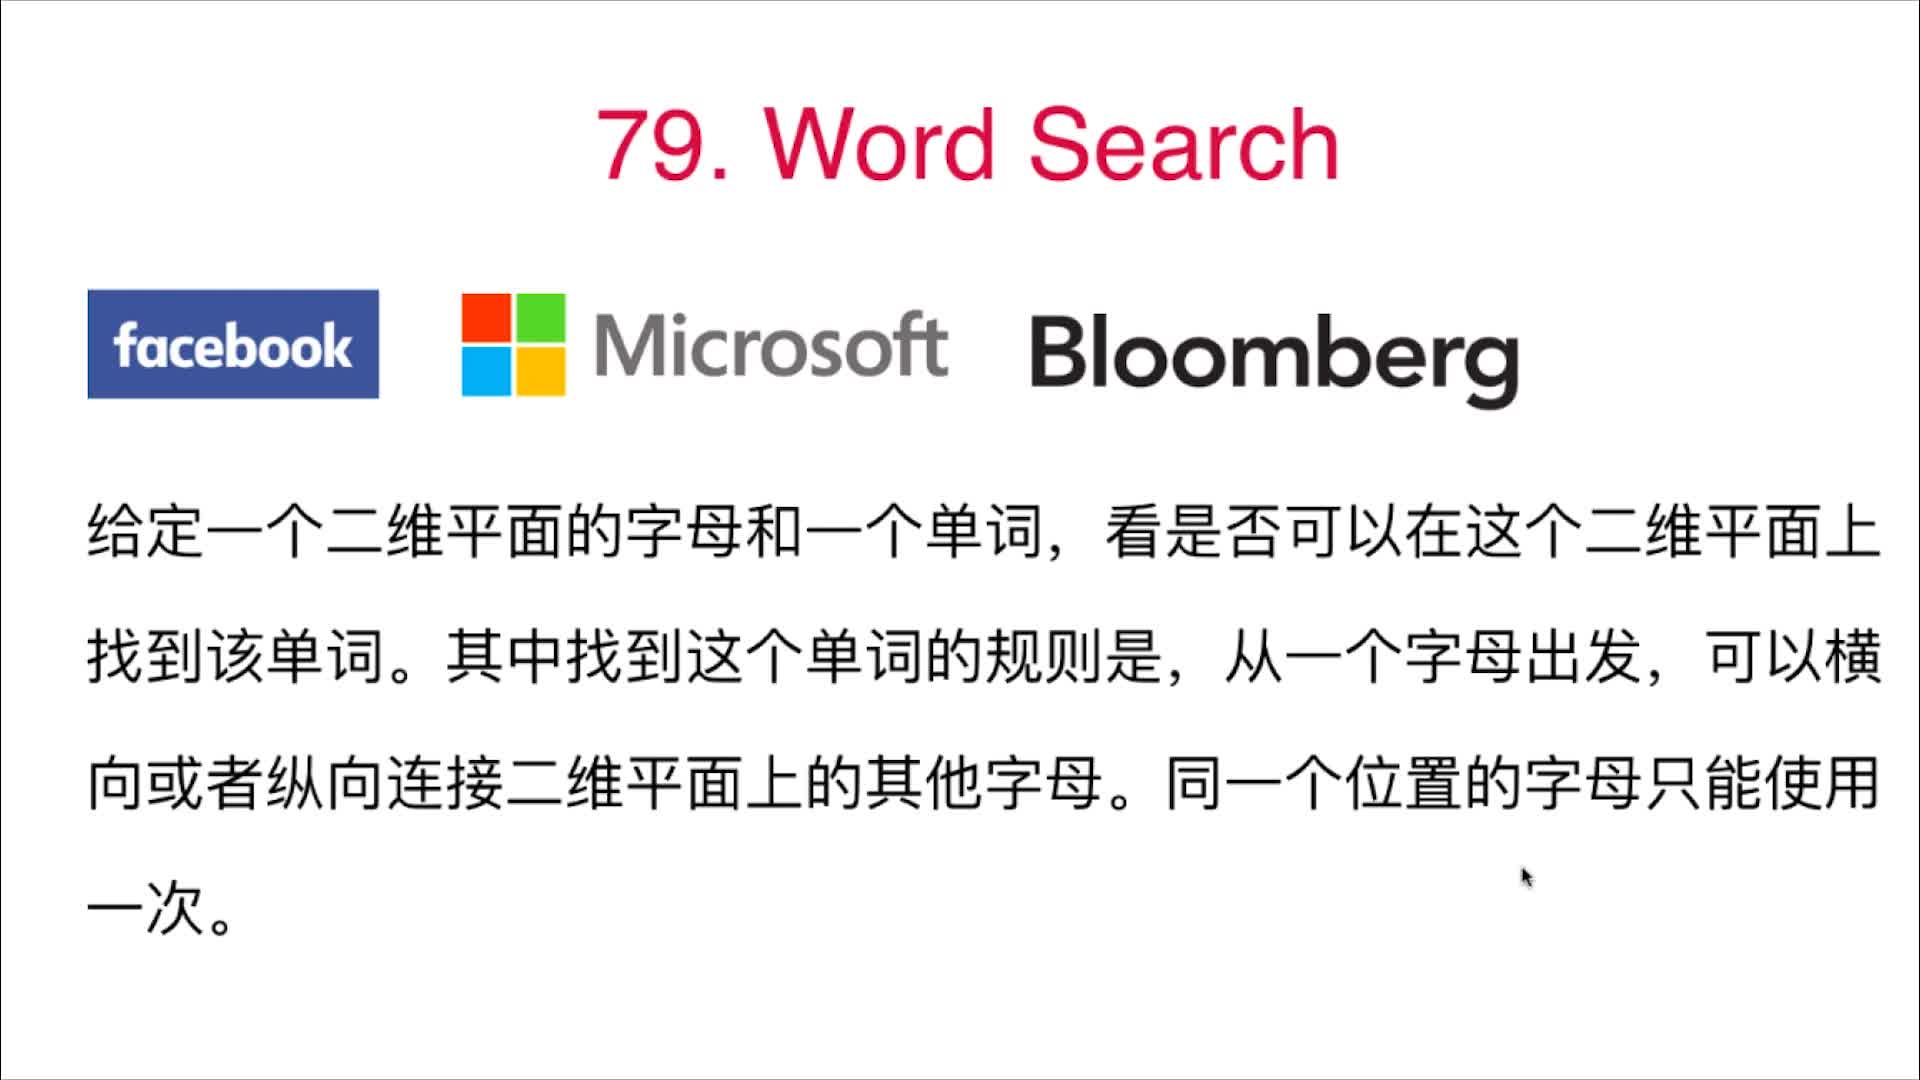 79. Word Search
facebook Microsoft Bloomberg
给定一个二维平面的字母和一个单词，看是否可以在这个二维平面上
找到该单词。其中找到这个单词的规则是，从一个字母出发，可以横
向或者纵向连接二维平面上的其他字母。同一个位置的字母只能使用
一次。